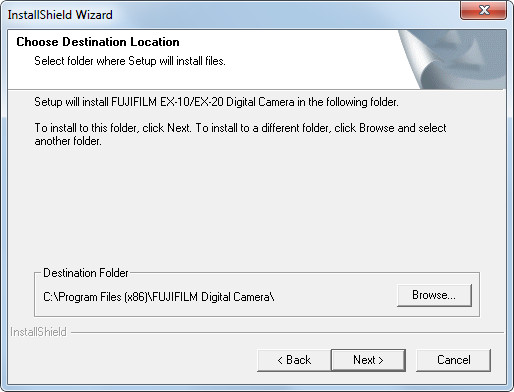 InstallShield Wizard
Choose Destination Location
Select folder where Setup will install files.
Setup will install FUJIFILM EX-10/EX-20 Digital Camera in the following folder.
To install to this folder, click Next. To install to a different folder, click Browse and select
another folder.
Destination Folder
C:\Program Files (x86)\FUJIFILM Digital Camera\
Browse...
InstallShield
< Back
Next >
Cancel